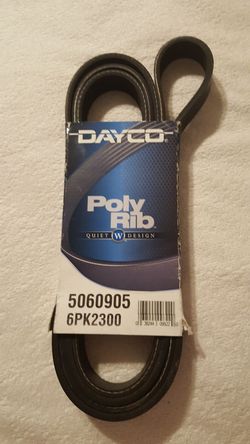 DAYCO
Poly
Rib
QUIET W DESIGN
5060905
6PK2300